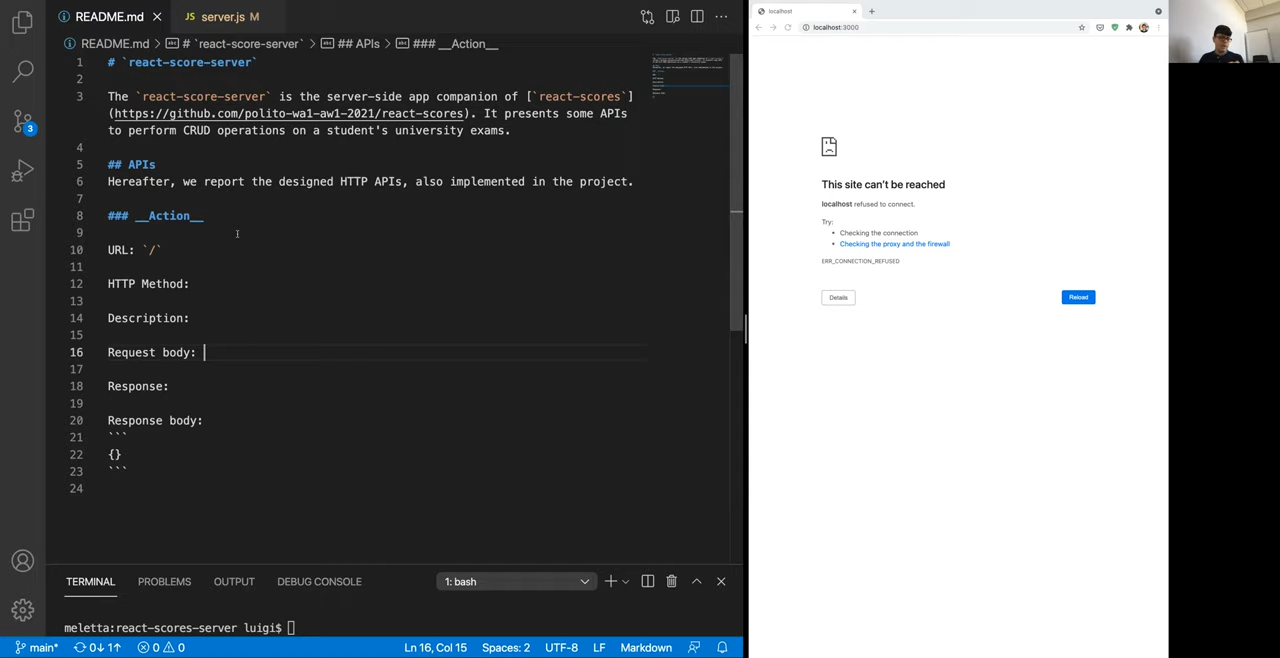 README.md
JS server.js M
README.md > # `react-score-server` > ## APIs > ### __Action__
1 # `react-score-server`
2
3 The `react-score-server` is the server-side app companion of [`react-scores`]
(https://github.com/polito-wa1-aw1-2021/react-scores). It presents some APIs
to perform CRUD operations on a student's university exams.
4
5 ## APIs
6 Hereafter, we report the designed HTTP APIs, also implemented in the project.
7
8 ### __Action__
9
10 URL: `/`
11
12 HTTP Method:
13
14 Description:
15
16 Request body:
17
18 Response:
19
20 Response body:
21 ```
22 {}
23 ```
24
3
TERMINAL PROBLEMS OUTPUT DEBUG CONSOLE 1: bash
meletta:react-scores-server luigi$
main* 0↓ 1↑ 0 0 Ln 16, Col 15 Spaces: 2 UTF-8 LF Markdown
localhost
localhost:3000
This site can't be reached
localhost refused to connect.
Try:
• Checking the connection
• Checking the proxy and the firewall
ERR_CONNECTION_REFUSED
Details
Reload